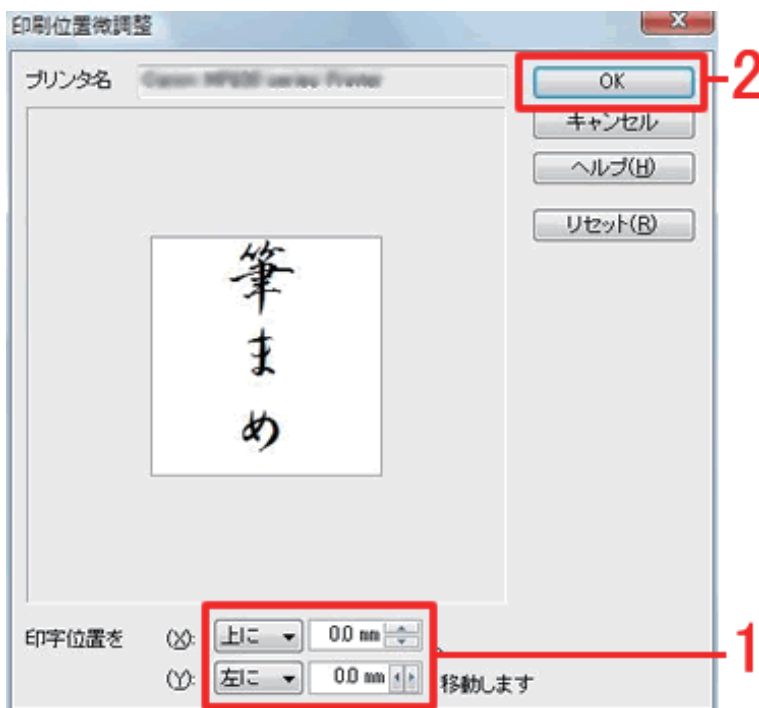 印刷位置微調整
プリンタ名
OK
2
キャンセル
ヘルプ(H)
リセット(R)
筆
ま
め
印字位置を (X): 上に 0.0 mm
(Y): 左に 0.0 mm 移動します
1